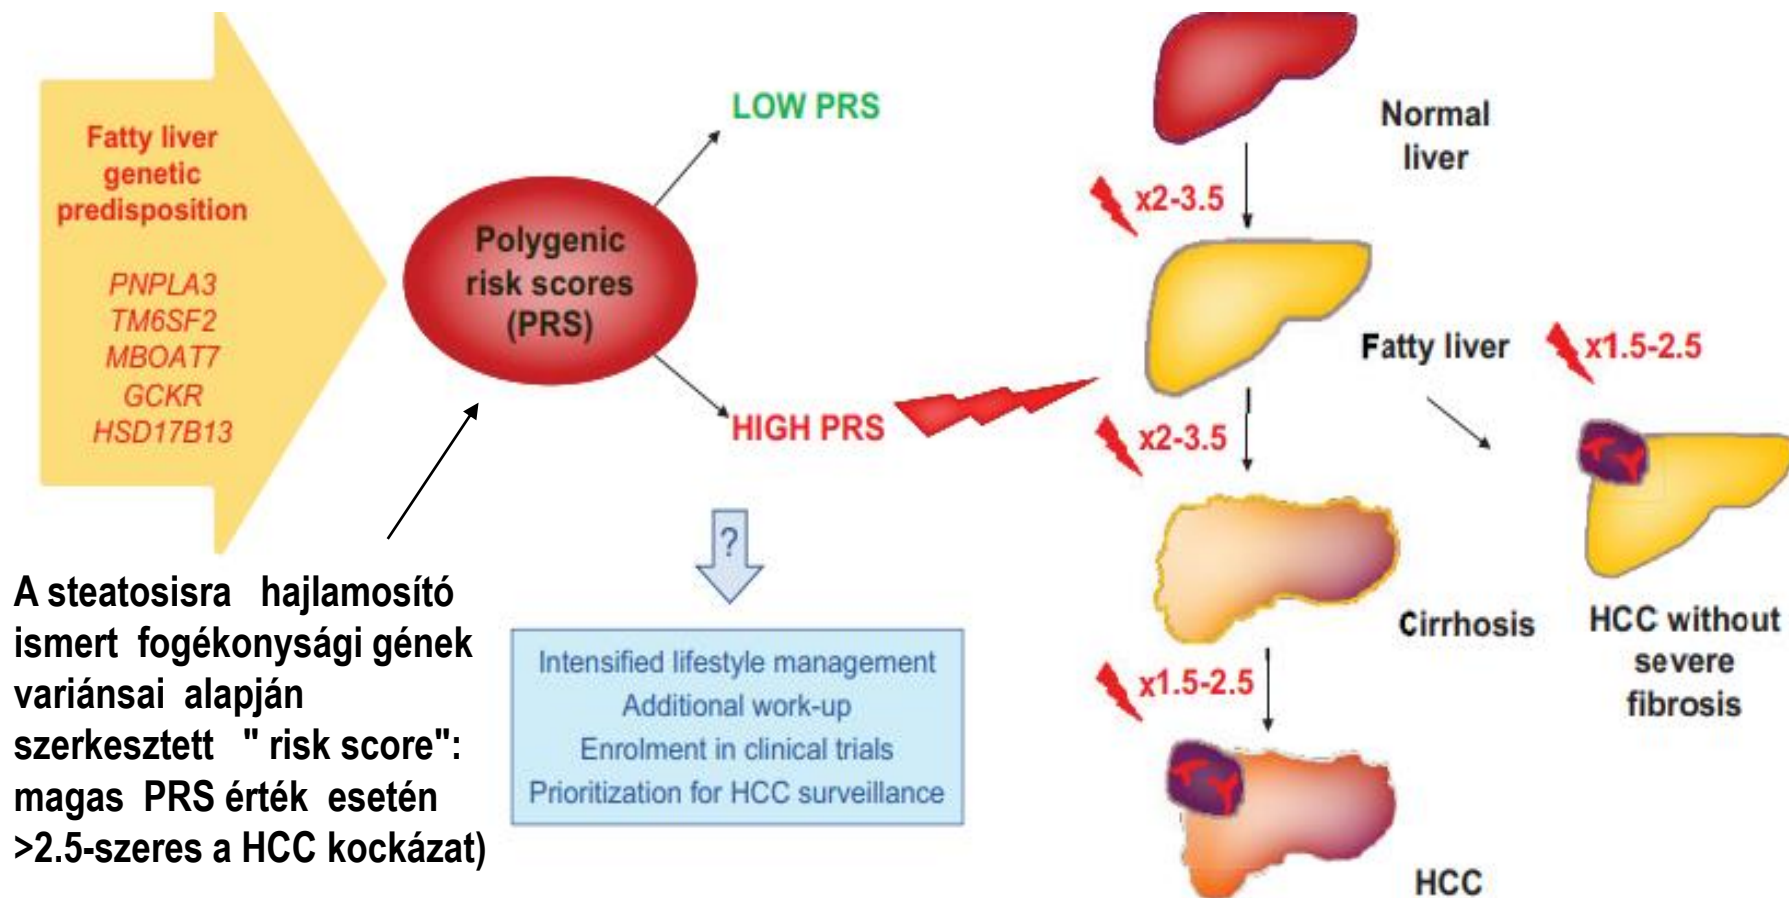 Fatty liver
genetic
predisposition
PNPLA3
TM6SF2
MBOAT7
GCKR
HSD17B13
A steatosisra hajlamosító
ismert fogékonysági gének
variánsai alapján
szerkesztett " risk score":
magas PRS érték esetén
>2.5-szeres a HCC kockázat)
Polygenic
risk scores
(PRS)
LOW PRS
HIGH PRS
?
Intensified lifestyle management
Additional work-up
Enrolment in clinical trials
Prioritization for HCC surveillance
Normal
liver
x2-3.5
Fatty liver
x1.5-2.5
x2-3.5
Cirrhosis
HCC without
severe
fibrosis
x1.5-2.5
HCC